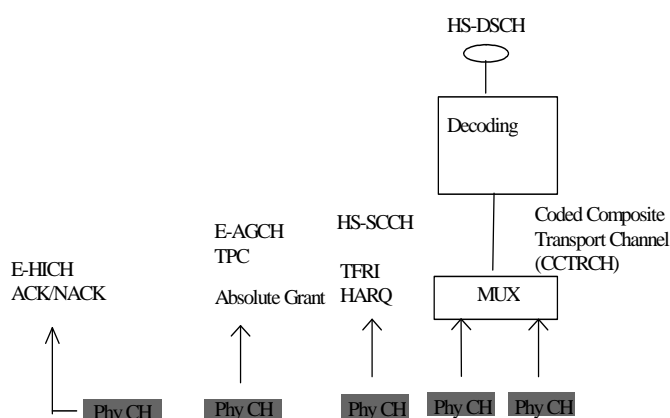 HS-DSCH
Decoding
Coded Composite
Transport Channel
(CCTRCH)
MUX
HS-SCCH
TFRI
HARQ
E-AGCH
TPC
Absolute Grant
E-HICH
ACK/NACK
Phy CH
Phy CH
Phy CH
Phy CH
Phy CH